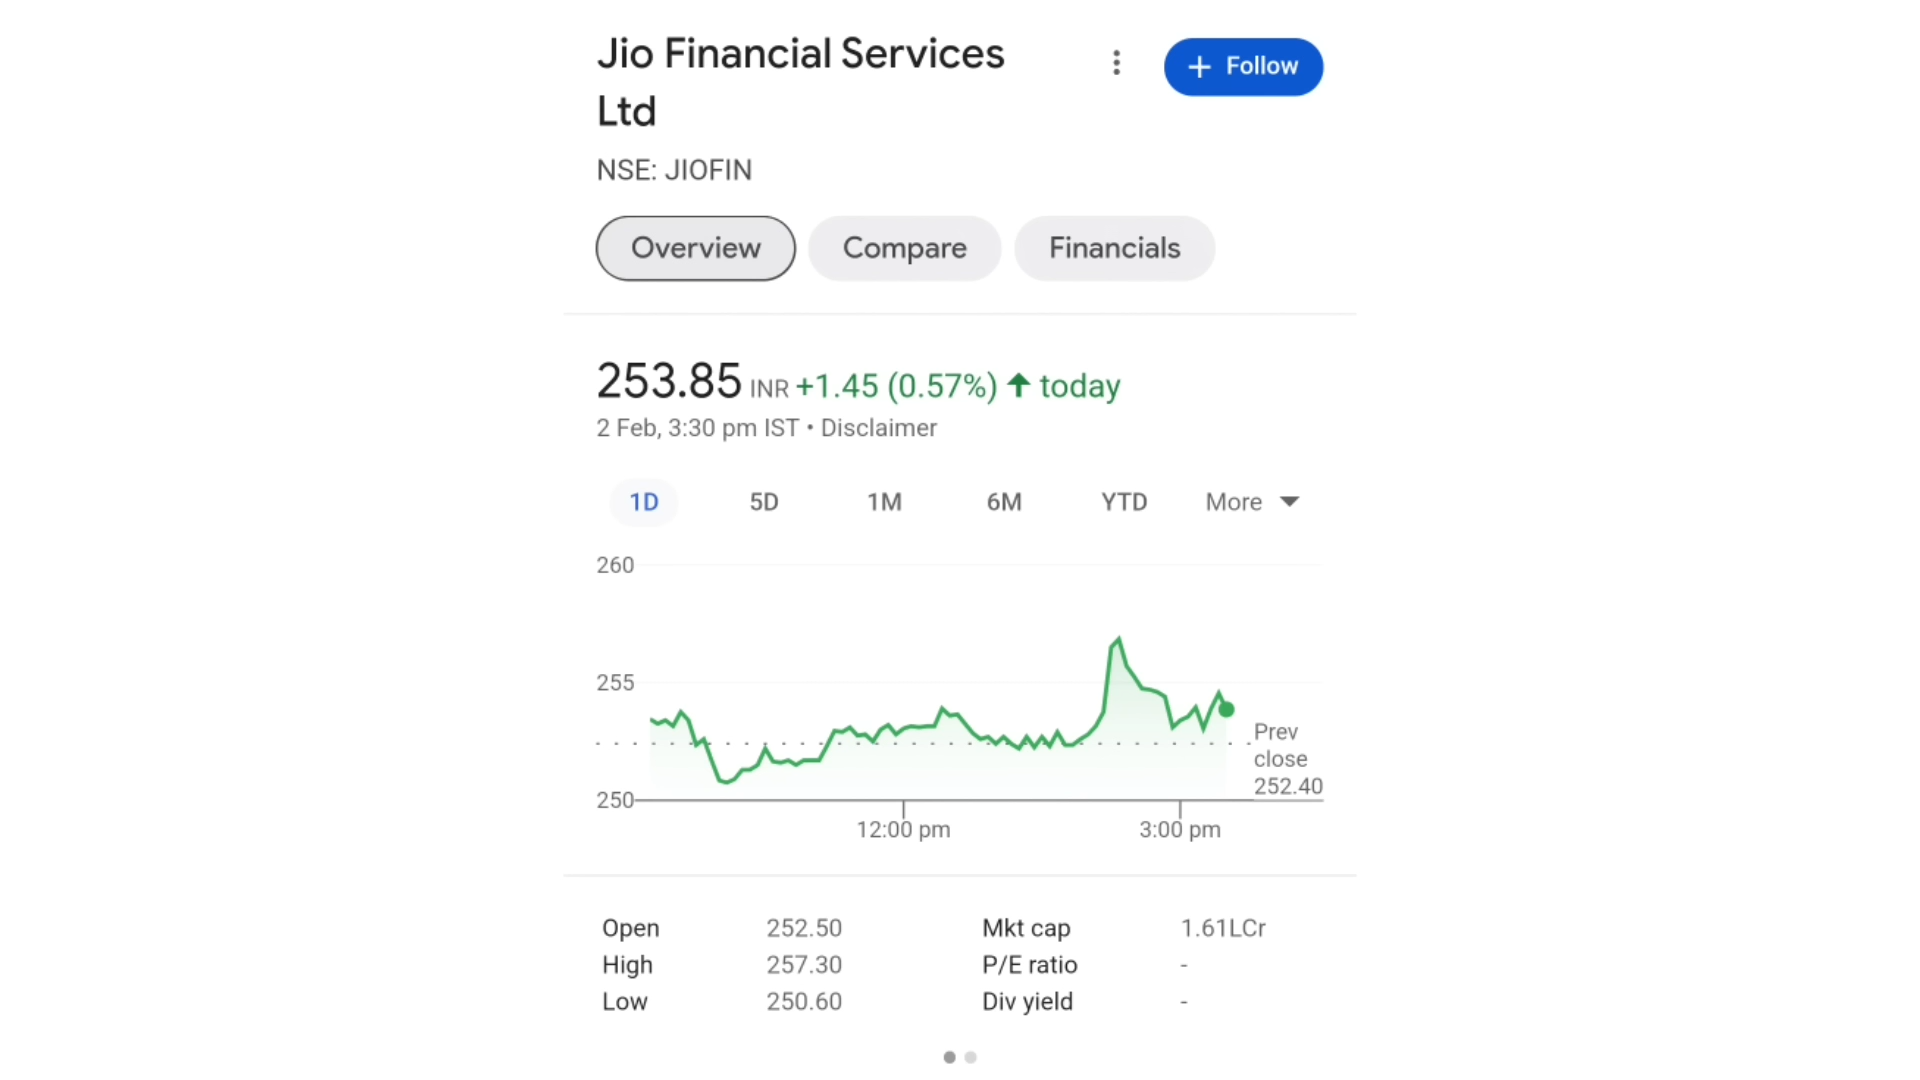 Jio Financial Services
Ltd
+ Follow
NSE: JIOFIN
Overview Compare Financials
253.85 INR +1.45 (0.57%) ↑ today
2 Feb, 3:30 pm IST • Disclaimer
1D 5D 1M 6M YTD More
260
255
Prev
close
252.40
250
12:00 pm 3:00 pm
Open 252.50 Mkt cap 1.61LCr
High 257.30 P/E ratio -
Low 250.60 Div yield -